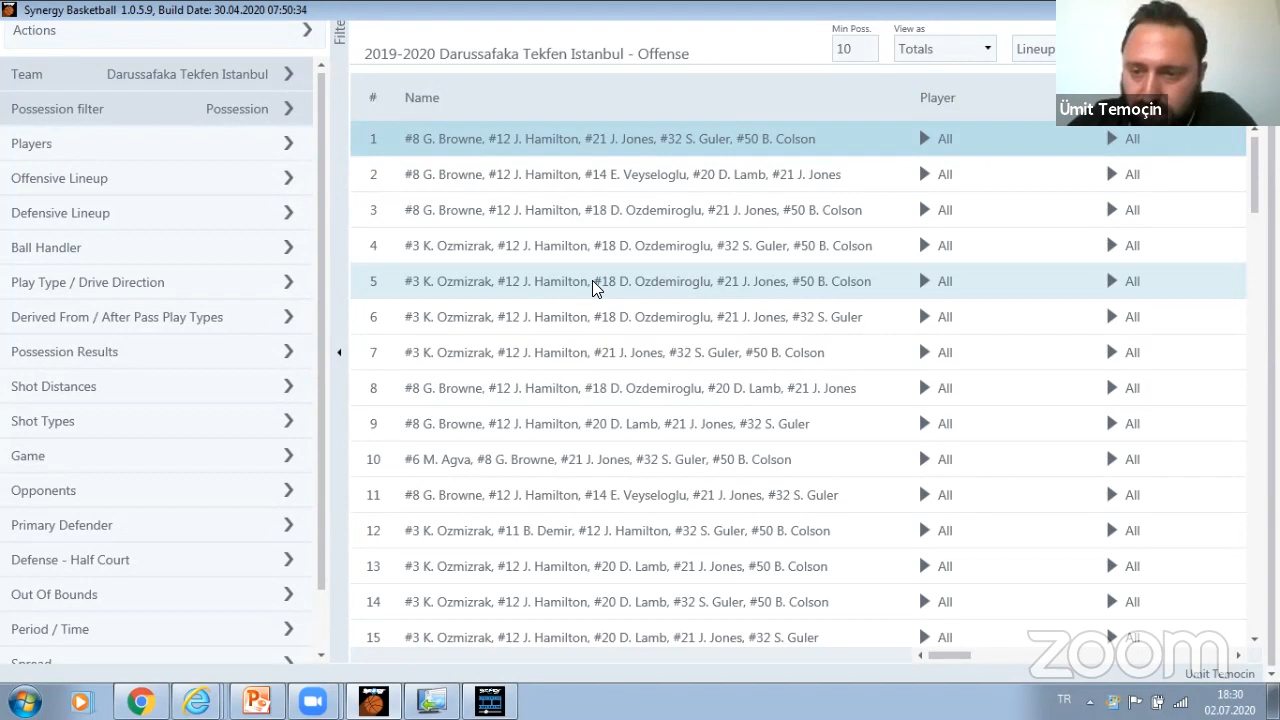 Synergy Basketball 1.0.5.9, Build Date: 30.04.2020 07:50:34
Actions
Team Darussafaka Tekfen Istanbul
Possession filter Possession
Players
Offensive Lineup
Defensive Lineup
Ball Handler
Play Type / Drive Direction
Derived From / After Pass Play Types
Possession Results
Shot Distances
Shot Types
Game
Opponents
Primary Defender
Defense - Half Court
Out Of Bounds
Period / Time
Spread
Filte
2019-2020 Darussafaka Tekfen Istanbul - Offense
Min Poss. View as
10 Totals Lineup
Ümit Temoçin
# Name Player
1 #8 G. Browne, #12 J. Hamilton, #21 J. Jones, #32 S. Guler, #50 B. Colson All All
2 #8 G. Browne, #12 J. Hamilton, #14 E. Veyseloglu, #20 D. Lamb, #21 J. Jones All All
3 #8 G. Browne, #12 J. Hamilton, #18 D. Ozdemiroglu, #21 J. Jones, #50 B. Colson All All
4 #3 K. Ozmizrak, #12 J. Hamilton, #18 D. Ozdemiroglu, #32 S. Guler, #50 B. Colson All All
5 #3 K. Ozmizrak, #12 J. Hamilton, #18 D. Ozdemiroglu, #21 J. Jones, #50 B. Colson All All
6 #3 K. Ozmizrak, #12 J. Hamilton, #18 D. Ozdemiroglu, #21 J. Jones, #32 S. Guler All All
7 #3 K. Ozmizrak, #12 J. Hamilton, #21 J. Jones, #32 S. Guler, #50 B. Colson All All
8 #8 G. Browne, #12 J. Hamilton, #18 D. Ozdemiroglu, #20 D. Lamb, #21 J. Jones All All
9 #8 G. Browne, #12 J. Hamilton, #20 D. Lamb, #21 J. Jones, #32 S. Guler All All
10 #6 M. Agva, #8 G. Browne, #21 J. Jones, #32 S. Guler, #50 B. Colson All All
11 #8 G. Browne, #12 J. Hamilton, #14 E. Veyseloglu, #21 J. Jones, #32 S. Guler All All
12 #3 K. Ozmizrak, #11 B. Demir, #12 J. Hamilton, #32 S. Guler, #50 B. Colson All All
13 #3 K. Ozmizrak, #12 J. Hamilton, #20 D. Lamb, #21 J. Jones, #50 B. Colson All All
14 #3 K. Ozmizrak, #12 J. Hamilton, #20 D. Lamb, #32 S. Guler, #50 B. Colson All All
15 #3 K. Ozmizrak, #12 J. Hamilton, #20 D. Lamb, #21 J. Jones, #32 S. Guler All All
zoom
Umit Temocin
TR 18:30
02.07.2020